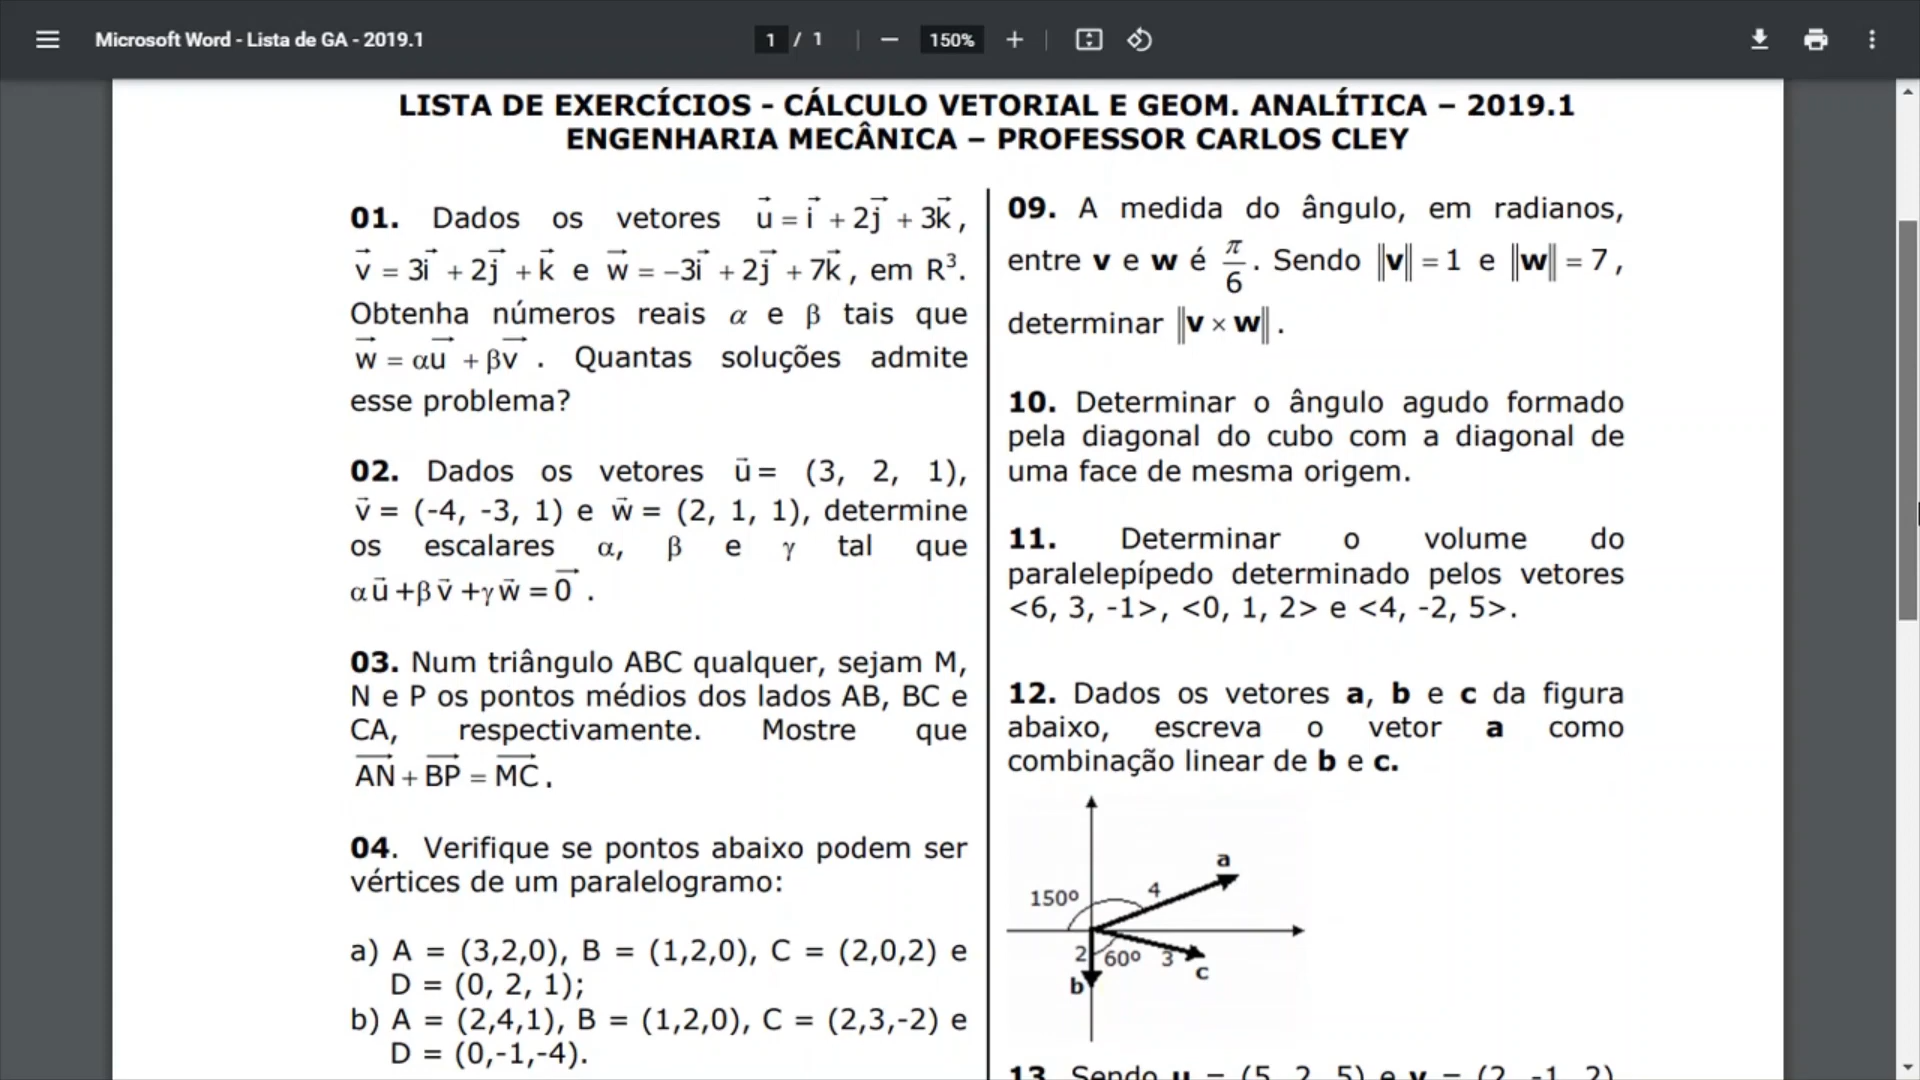 Microsoft Word - Lista de GA - 2019.1
1 / 1
150%
LISTA DE EXERCÍCIOS - CÁLCULO VETORIAL E GEOM. ANALÍTICA – 2019.1
ENGENHARIA MECÂNICA – PROFESSOR CARLOS CLEY
01. Dados os vetores u⃗ = i⃗ + 2j⃗ + 3k⃗,
v⃗ = 3i⃗ + 2j⃗ + k⃗ e w⃗ = −3i⃗ + 2j⃗ + 7k⃗, em R³.
Obtenha números reais α e β tais que
w⃗ = αu⃗ + βv⃗ . Quantas soluções admite
esse problema?
02. Dados os vetores u⃗ = (3, 2, 1),
v⃗ = (-4, -3, 1) e w⃗ = (2, 1, 1), determine
os escalares α, β e γ tal que
αu⃗ +βv⃗ +γw⃗ = 0⃗ .
03. Num triângulo ABC qualquer, sejam M,
N e P os pontos médios dos lados AB, BC e
CA, respectivamente. Mostre que
AN + BP = MC.
04. Verifique se pontos abaixo podem ser
vértices de um paralelogramo:
a) A = (3,2,0), B = (1,2,0), C = (2,0,2) e
D = (0, 2, 1);
b) A = (2,4,1), B = (1,2,0), C = (2,3,-2) e
D = (0,-1,-4).
09. A medida do ângulo, em radianos,
entre v e w é π/6. Sendo ||v|| = 1 e ||w|| = 7,
determinar ||v × w||.
10. Determinar o ângulo agudo formado
pela diagonal do cubo com a diagonal de
uma face de mesma origem.
11. Determinar o volume do
paralelepípedo determinado pelos vetores
<6, 3, -1>, <0, 1, 2> e <4, -2, 5>.
12. Dados os vetores a, b e c da figura
abaixo, escreva o vetor a como
combinação linear de b e c.
a
150º 4
2 60º 3
b c
13. Sendo u = (5, 2, 5) e v = (2, -1, 2)